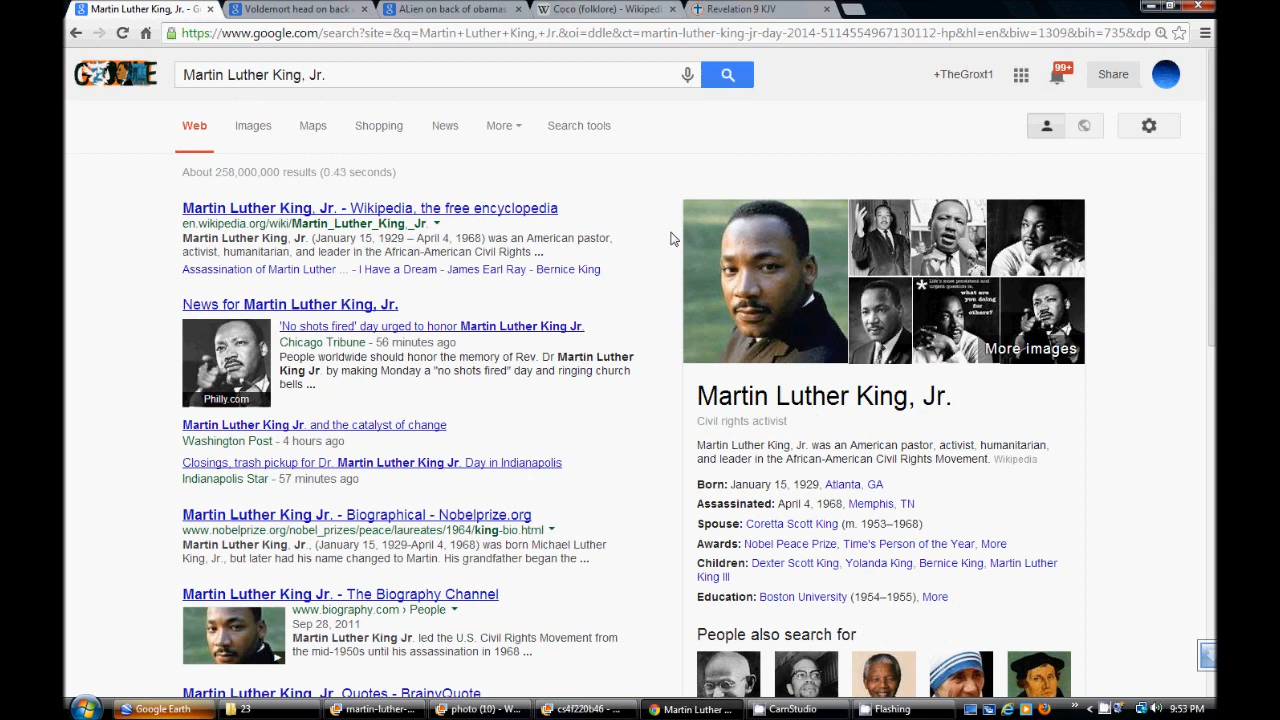 Martin Luther King, Jr. - G
Voldemort head on back
ALien on back of obamas
Coco (folklore) - Wikiped
Revelation 9 KJV
https://www.google.com/search?site=&q=Martin+Luther+King,+Jr.&oi=ddle&ct=martin-luther-king-jr-day-2014-5114554967130112-hp&hl=en&biw=1309&bih=735&dp
GOOGLE
Martin Luther King, Jr.
+TheGroxt1
99+
Share
Web
Images
Maps
Shopping
News
More
Search tools
About 258,000,000 results (0.43 seconds)
Martin Luther King, Jr. - Wikipedia, the free encyclopedia
en.wikipedia.org/wiki/Martin_Luther_King,_Jr.
Martin Luther King, Jr. (January 15, 1929 – April 4, 1968) was an American pastor,
activist, humanitarian, and leader in the African-American Civil Rights ...
Assassination of Martin Luther ... - I Have a Dream - James Earl Ray - Bernice King
News for Martin Luther King, Jr.
Philly.com
'No shots fired' day urged to honor Martin Luther King Jr.
Chicago Tribune - 56 minutes ago
People worldwide should honor the memory of Rev. Dr Martin Luther
King Jr. by making Monday a "no shots fired" day and ringing church
bells ...
Martin Luther King Jr. and the catalyst of change
Washington Post - 4 hours ago
Closings, trash pickup for Dr. Martin Luther King Jr. Day in Indianapolis
Indianapolis Star - 57 minutes ago
Martin Luther King Jr. - Biographical - Nobelprize.org
www.nobelprize.org/nobel_prizes/peace/laureates/1964/king-bio.html
Martin Luther King, Jr., (January 15, 1929-April 4, 1968) was born Michael Luther
King, Jr., but later had his name changed to Martin. His grandfather began the ...
Martin Luther King Jr. - The Biography Channel
www.biography.com › People
Sep 28, 2011
Martin Luther King Jr. led the U.S. Civil Rights Movement from
the mid-1950s until his assassination in 1968 ...
Martin Luther King, Jr. Quotes - BrainyQuote
what are you
doing for
others?
More images
Martin Luther King, Jr.
Civil rights activist
Martin Luther King, Jr. was an American pastor, activist, humanitarian,
and leader in the African-American Civil Rights Movement. Wikipedia
Born: January 15, 1929, Atlanta, GA
Assassinated: April 4, 1968, Memphis, TN
Spouse: Coretta Scott King (m. 1953–1968)
Awards: Nobel Peace Prize, Time's Person of the Year, More
Children: Dexter Scott King, Yolanda King, Bernice King, Martin Luther
King III
Education: Boston University (1954–1955), More
People also search for
Google Earth
23
martin-luther-...
photo (10) - W...
cs4f220b46 - ...
Martin Luther ...
CamStudio
Flashing
9:53 PM